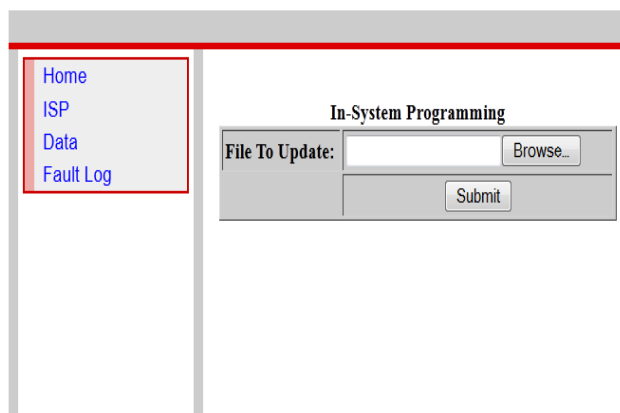 Home
ISP
Data
Fault Log
In-System Programming
File To Update:
Browse...
Submit